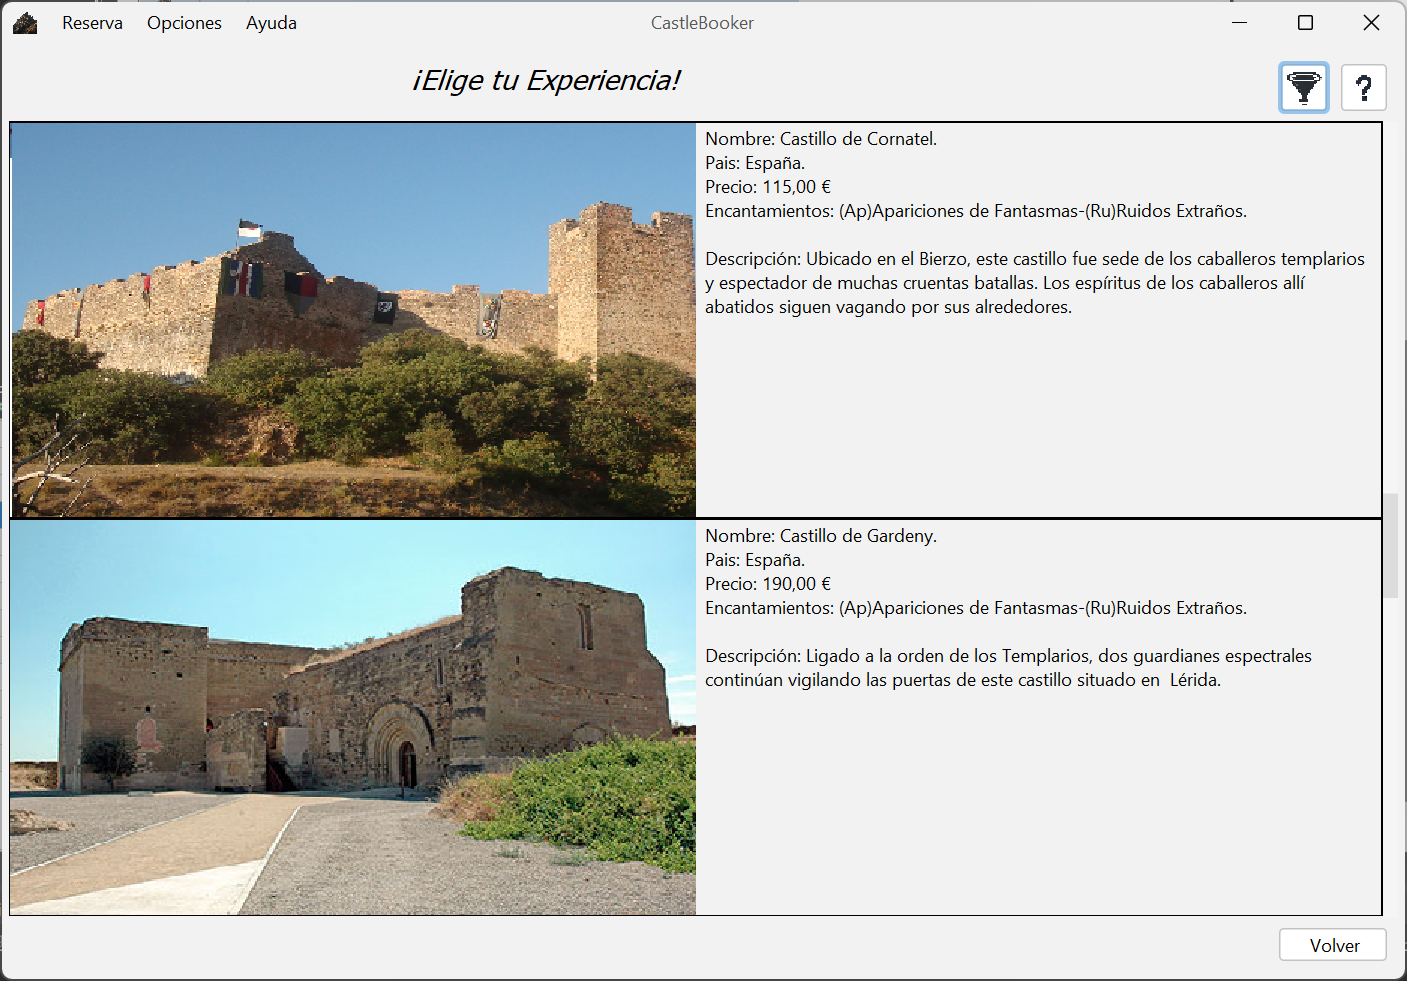 Reserva Opciones Ayuda CastleBooker
¡Elige tu Experiencia!
?
Nombre: Castillo de Cornatel.
Pais: España.
Precio: 115,00 €
Encantamientos: (Ap)Apariciones de Fantasmas-(Ru)Ruidos Extraños.
Descripción: Ubicado en el Bierzo, este castillo fue sede de los caballeros templarios
y espectador de muchas cruentas batallas. Los espíritus de los caballeros allí
abatidos siguen vagando por sus alrededores.
Nombre: Castillo de Gardeny.
Pais: España.
Precio: 190,00 €
Encantamientos: (Ap)Apariciones de Fantasmas-(Ru)Ruidos Extraños.
Descripción: Ligado a la orden de los Templarios, dos guardianes espectrales
continúan vigilando las puertas de este castillo situado en  Lérida.
Volver